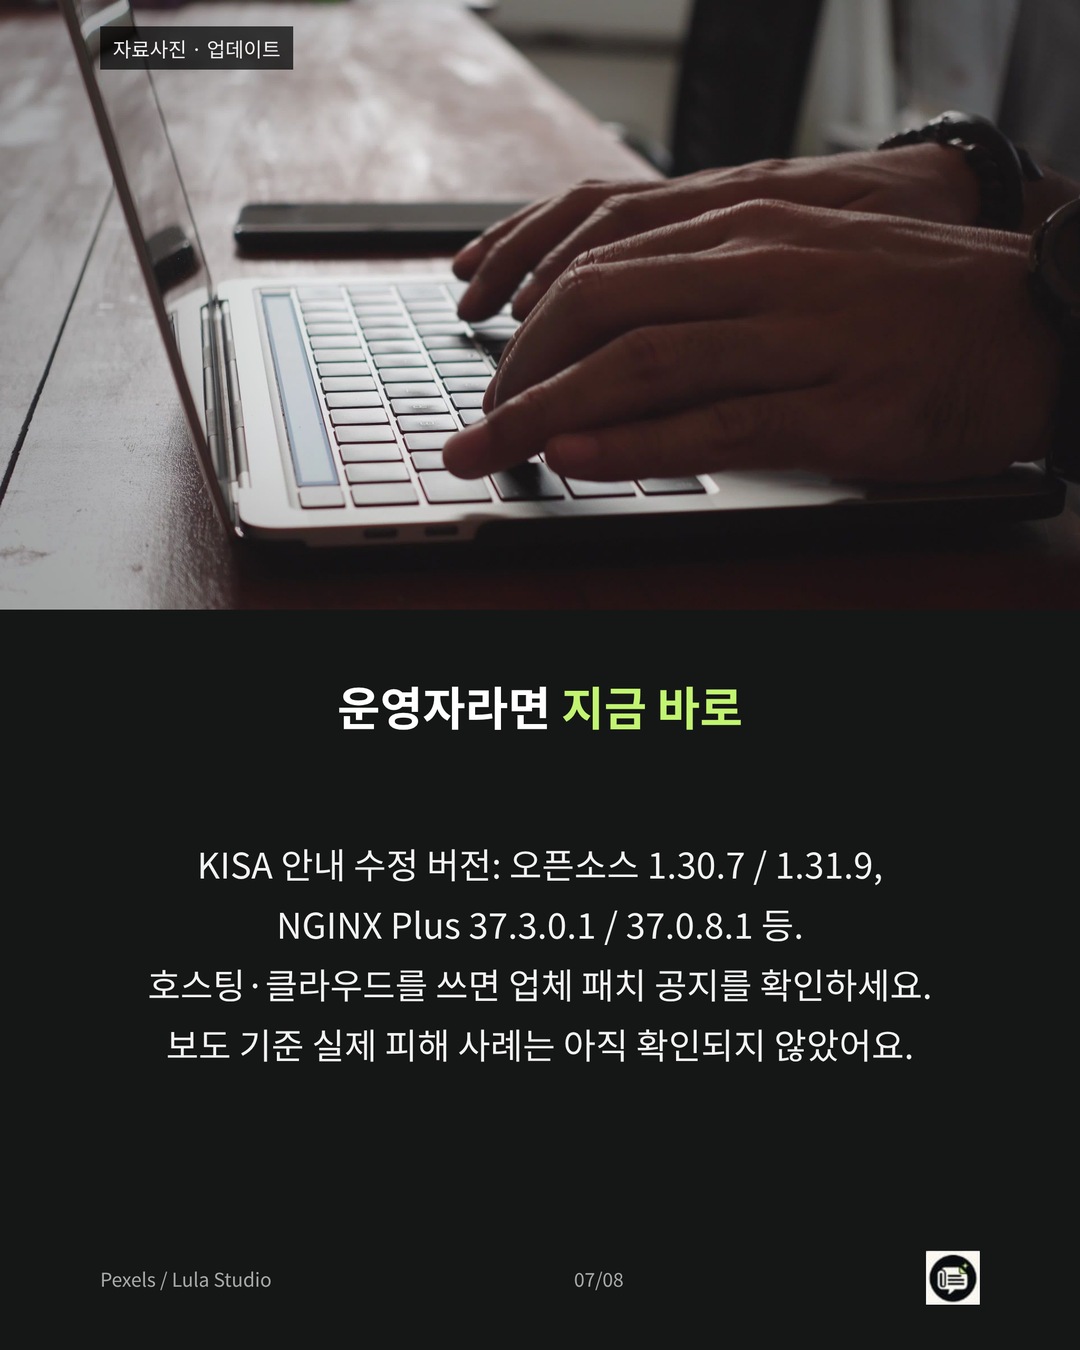 자료사진 · 업데이트
운영자라면 지금 바로
KISA 안내 수정 버전: 오픈소스 1.30.7 / 1.31.9,
NGINX Plus 37.3.0.1 / 37.0.8.1 등.
호스팅·클라우드를 쓰면 업체 패치 공지를 확인하세요.
보도 기준 실제 피해 사례는 아직 확인되지 않았어요.
Pexels / Lula Studio
07/08